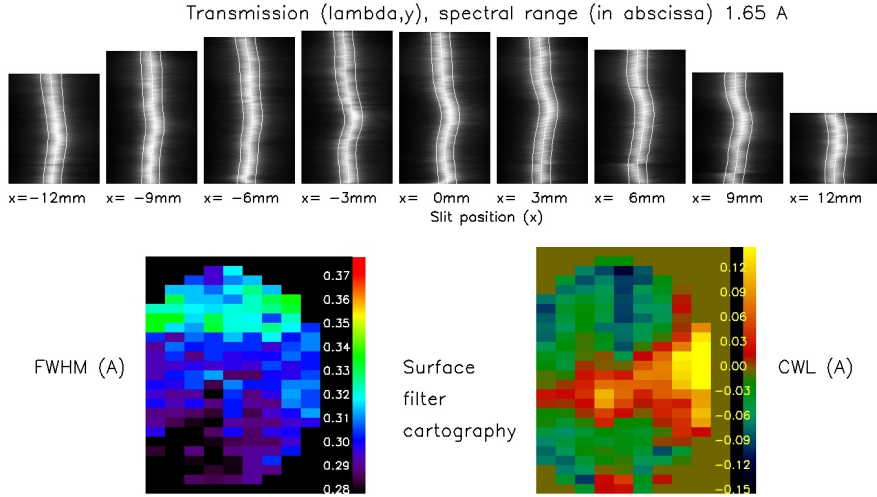 Transmission (lambda,y), spectral range (in abscissa) 1.65 A
x=-12mm x= -9mm x= -6mm x= -3mm x= 0mm x= 3mm x= 6mm x= 9mm x= 12mm
Slit position (x)
FWHM (A)
0.37
0.36
0.35
0.34
0.33
0.32
0.31
0.30
0.29
0.28
Surface
filter
cartography
0.12
0.09
0.06
0.03
0.00
-0.03
-0.06
-0.09
-0.12
-0.15
CWL (A)